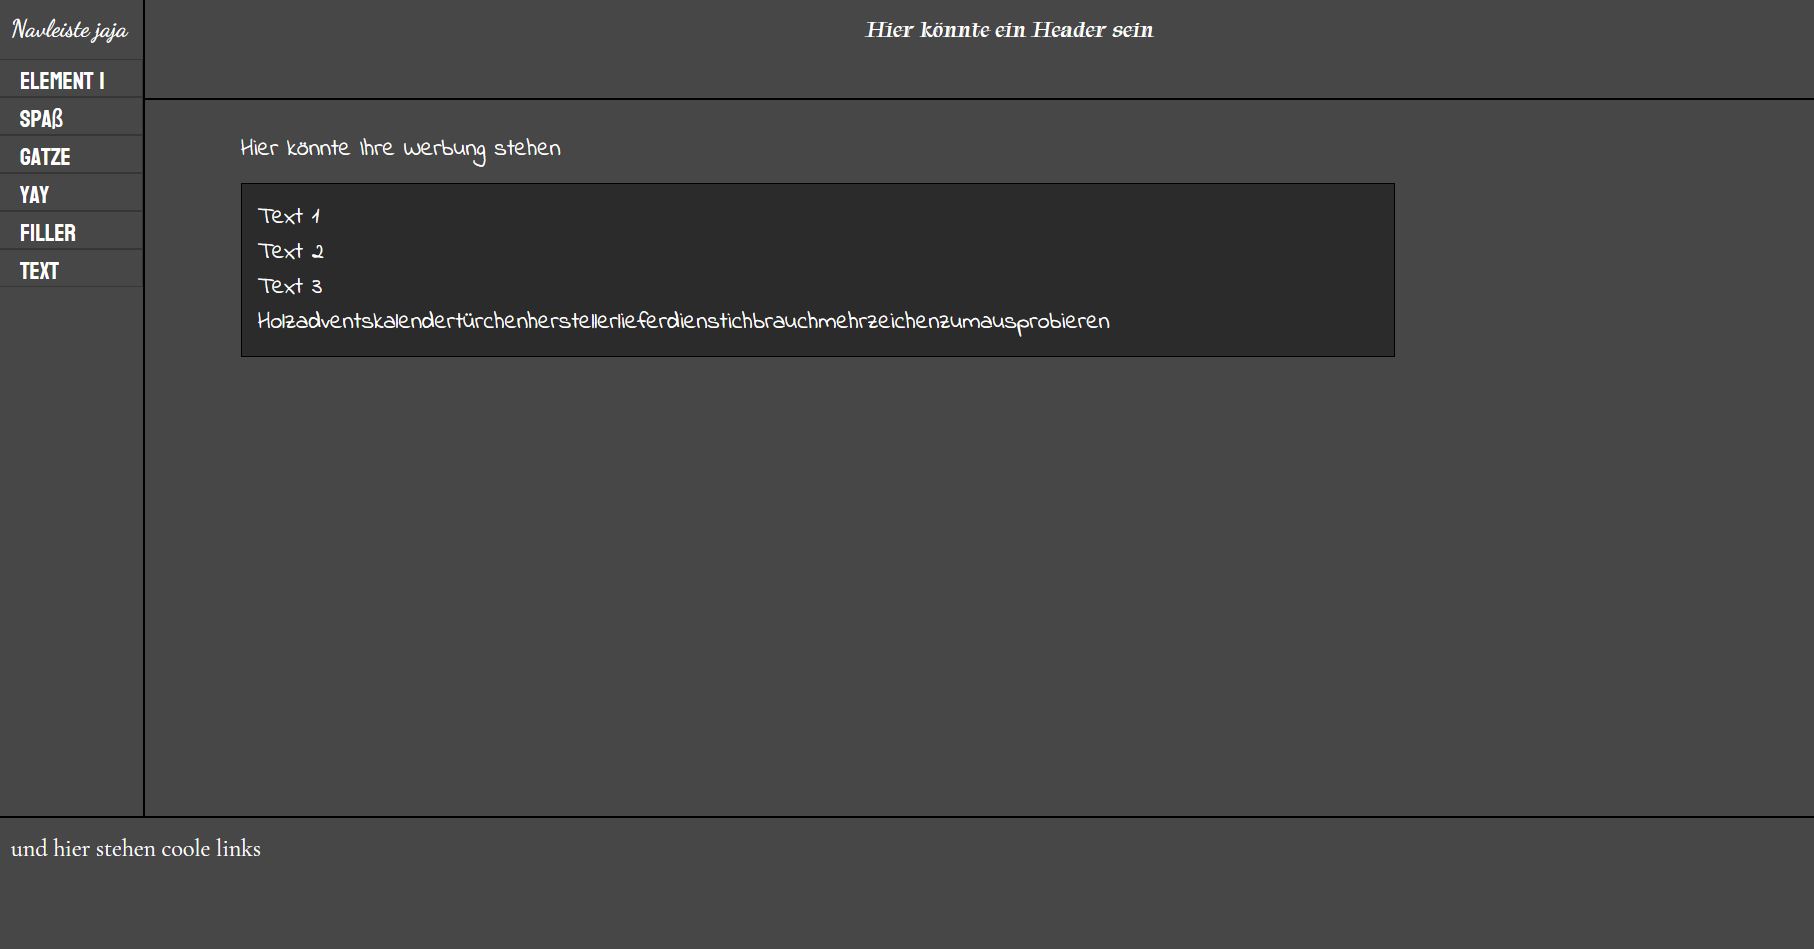 Navleiste jaja
Hier könnte ein Header sein
ELEMENT 1
SPAß
GATZE
YAY
FILLER
TEXT
Hier könnte Ihre Werbung stehen
Text 1
Text 2
Text 3
Holzadventskalendertürchenherstellerlieferdienstichbrauchmehrzeichenzumausprobieren
und hier stehen coole links